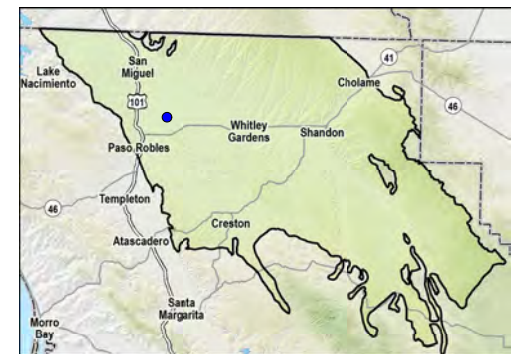 San
Miguel
41
Lake
Nacimiento
Cholame
101
46
Whitley
Gardens
Shandon
Paso Robles
Templeton
46
Creston
Atascadero
Santa
Margarita
Morro
Bay